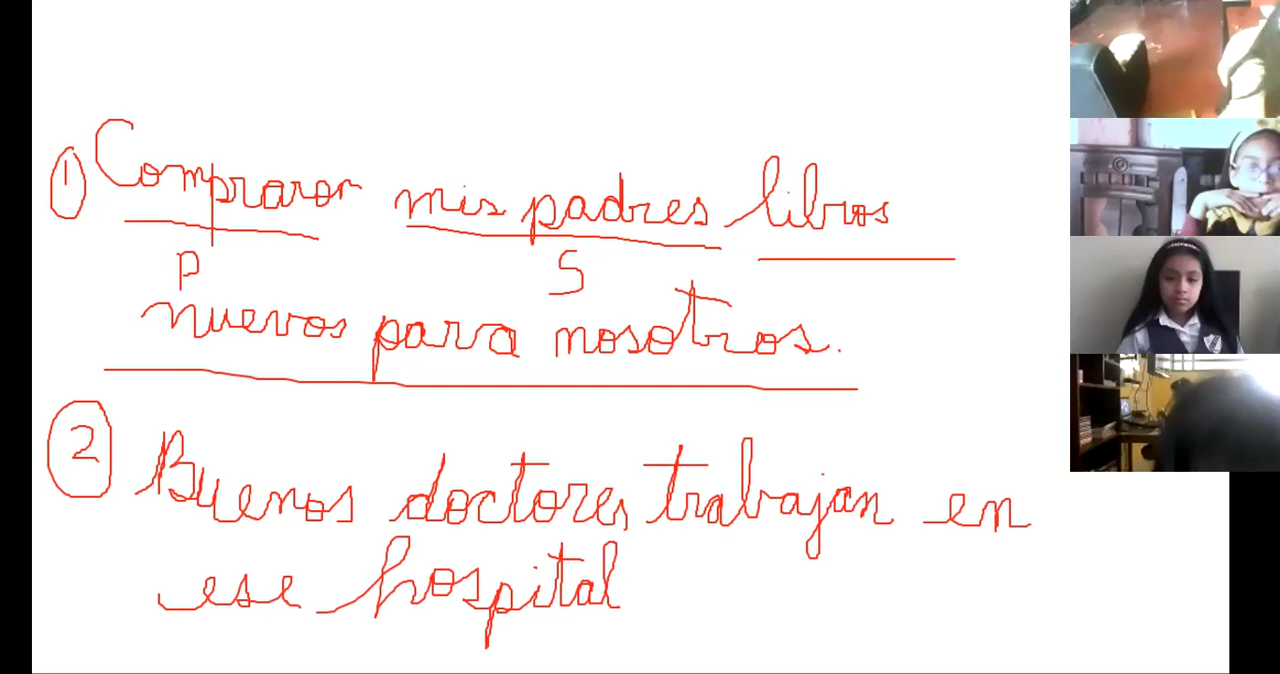 ① Compraron mis padres libros
P S
nuevos para nosotros.
② Buenos doctores trabajan en
ese hospital